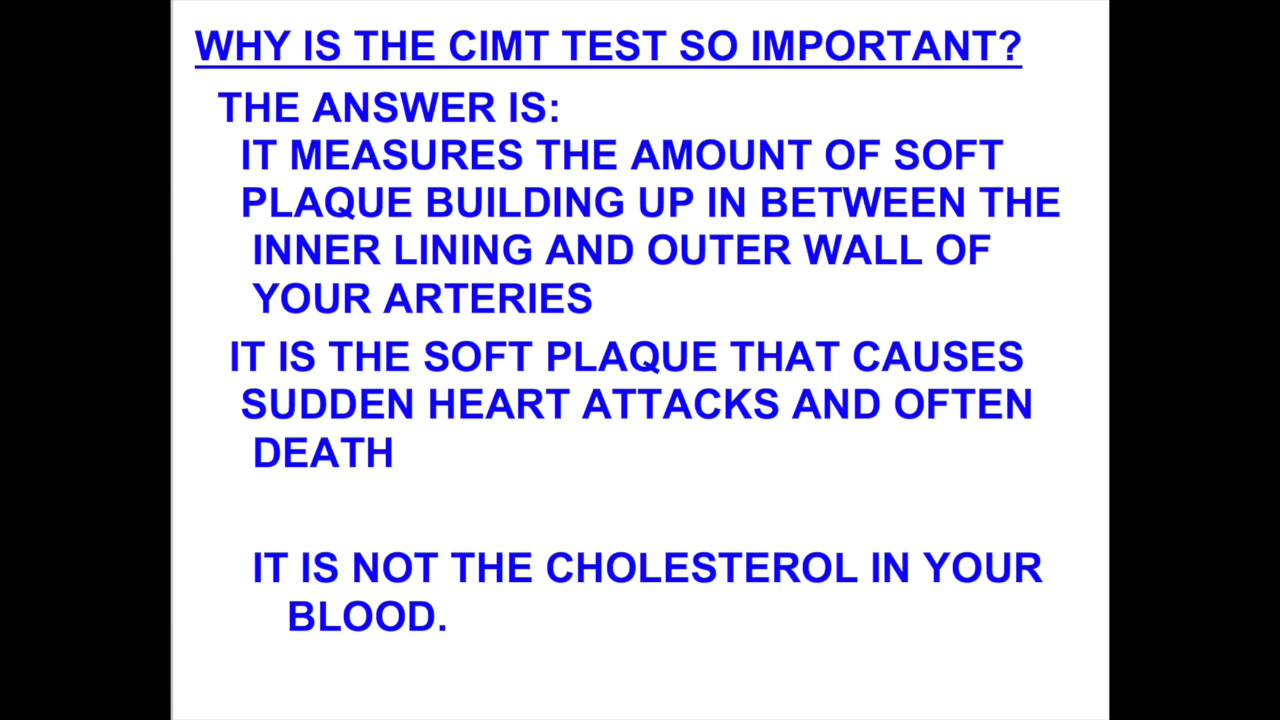 WHY IS THE CIMT TEST SO IMPORTANT?
THE ANSWER IS:
IT MEASURES THE AMOUNT OF SOFT
PLAQUE BUILDING UP IN BETWEEN THE
INNER LINING AND OUTER WALL OF
YOUR ARTERIES
IT IS THE SOFT PLAQUE THAT CAUSES
SUDDEN HEART ATTACKS AND OFTEN
DEATH
IT IS NOT THE CHOLESTEROL IN YOUR
BLOOD.